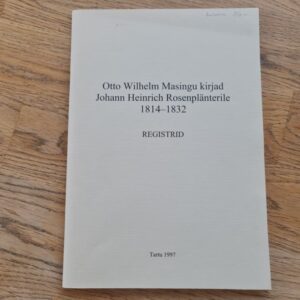 Otto Wilhelm Masingu kirjad
Johann Heinrich Rosenplänterile
1814–1832
REGISTRID
Tartu 1997